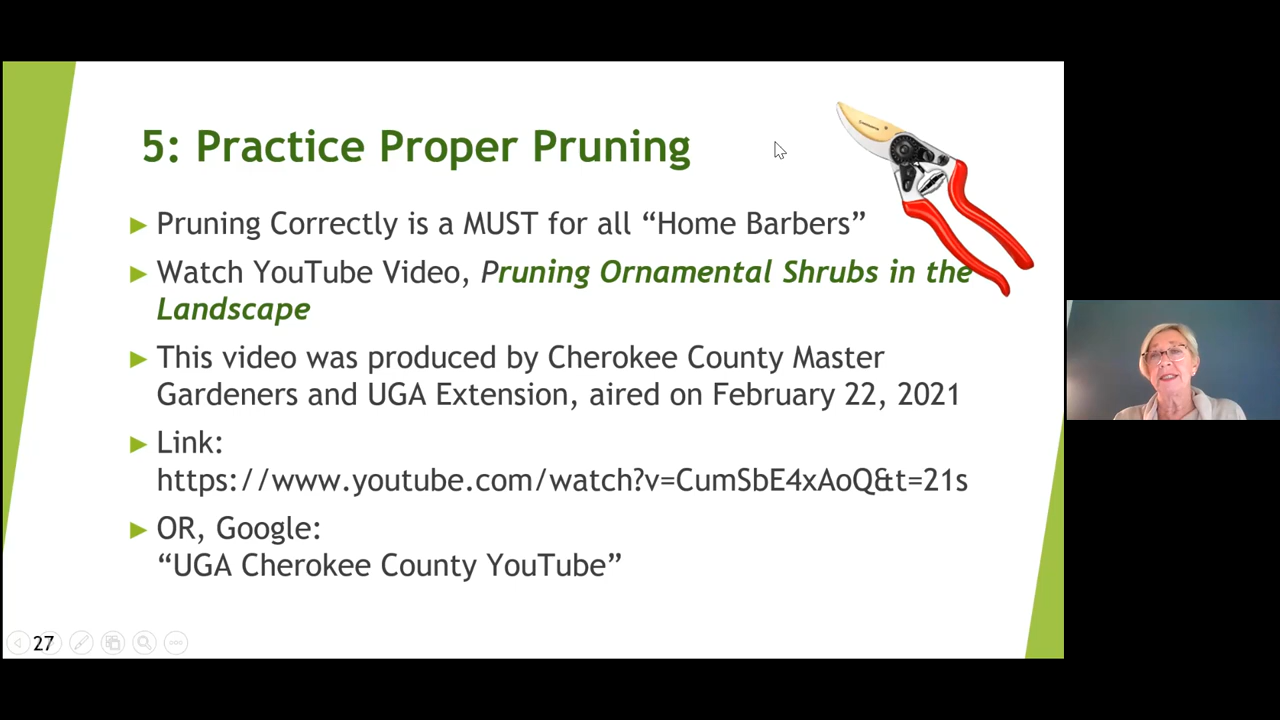 5: Practice Proper Pruning
Pruning Correctly is a MUST for all “Home Barbers”
Watch YouTube Video, Pruning Ornamental Shrubs in the
Landscape
This video was produced by Cherokee County Master
Gardeners and UGA Extension, aired on February 22, 2021
Link:
https://www.youtube.com/watch?v=CumSbE4xAoQ&t=21s
OR, Google:
“UGA Cherokee County YouTube”
27